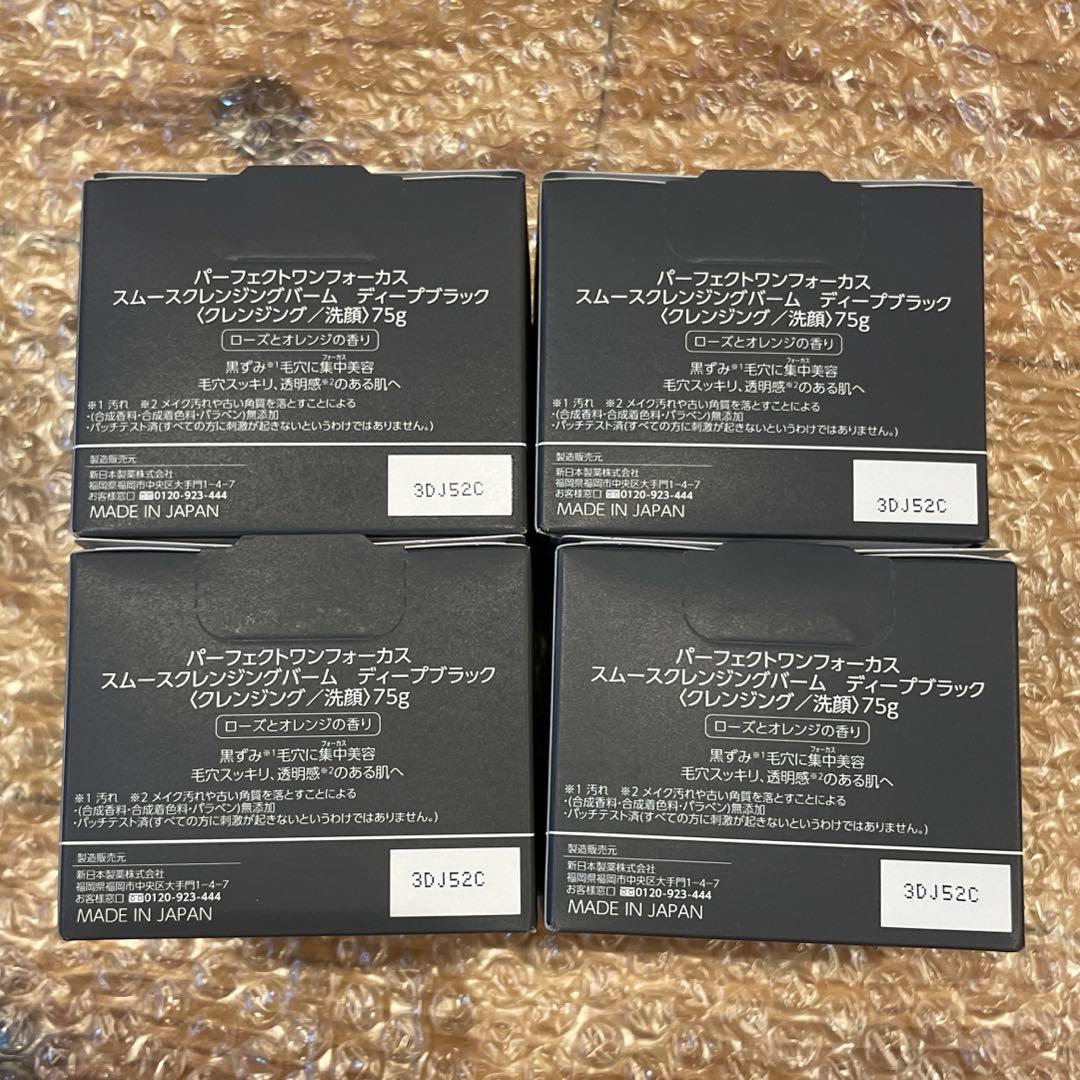 パーフェクトワンフォーカス
スムースクレンジングバーム　ディープブラック
〈クレンジング／洗顔〉75g
ローズとオレンジの香り
フォーカス
黒ずみ※1毛穴に集中美容
毛穴スッキリ、透明感※2のある肌へ
※1 汚れ　※2 メイク汚れや古い角質を落とすことによる
・(合成香料・合成着色料・パラベン)無添加
・パッチテスト済(すべての方に刺激が起きないというわけではありません。)
製造販売元
新日本製薬株式会社
福岡県福岡市中央区大手門1-4-7
お客様窓口 0120-923-444
MADE IN JAPAN
3DJ52C
パーフェクトワンフォーカス
スムースクレンジングバーム　ディープブラック
〈クレンジング／洗顔〉75g
ローズとオレンジの香り
フォーカス
黒ずみ※1毛穴に集中美容
毛穴スッキリ、透明感※2のある肌へ
※1 汚れ　※2 メイク汚れや古い角質を落とすことによる
・(合成香料・合成着色料・パラベン)無添加
・パッチテスト済(すべての方に刺激が起きないというわけではありません。)
製造販売元
新日本製薬株式会社
福岡県福岡市中央区大手門1-4-7
お客様窓口 0120-923-444
MADE IN JAPAN
3DJ52C
パーフェクトワンフォーカス
スムースクレンジングバーム　ディープブラック
〈クレンジング／洗顔〉75g
ローズとオレンジの香り
フォーカス
黒ずみ※1毛穴に集中美容
毛穴スッキリ、透明感※2のある肌へ
※1 汚れ　※2 メイク汚れや古い角質を落とすことによる
・(合成香料・合成着色料・パラベン)無添加
・パッチテスト済(すべての方に刺激が起きないというわけではありません。)
製造販売元
新日本製薬株式会社
福岡県福岡市中央区大手門1-4-7
お客様窓口 0120-923-444
MADE IN JAPAN
3DJ52C
パーフェクトワンフォーカス
スムースクレンジングバーム　ディープブラック
〈クレンジング／洗顔〉75g
ローズとオレンジの香り
フォーカス
黒ずみ※1毛穴に集中美容
毛穴スッキリ、透明感※2のある肌へ
※1 汚れ　※2 メイク汚れや古い角質を落とすことによる
・(合成香料・合成着色料・パラベン)無添加
・パッチテスト済(すべての方に刺激が起きないというわけではありません。)
製造販売元
新日本製薬株式会社
福岡県福岡市中央区大手門1-4-7
お客様窓口 0120-923-444
MADE IN JAPAN
3DJ52C